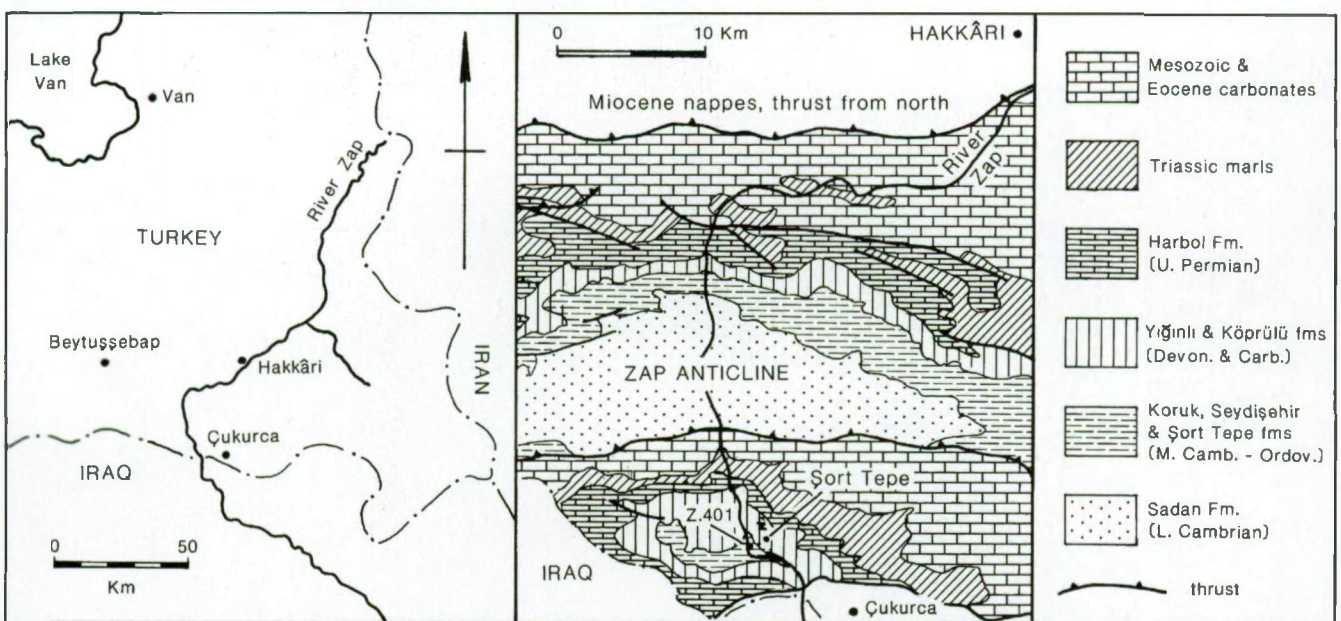 Lake
Van
Van
River Zap
TURKEY
IRAN
Beytuşşebap
Hakkâri
Çukurca
IRAQ
0 50
Km
0 10 Km
HAKKÂRI
Miocene nappes, thrust from north
River
Zap
ZAP ANTICLINE
Şort Tepe
Z.401
IRAQ
Çukurca
Mesozoic &
Eocene carbonates
Triassic marls
Harbol Fm.
(U. Permian)
Yığınlı & Köprülü fms
(Devon. & Carb.)
Koruk, Seydişehir
& Şort Tepe fms
(M. Camb. - Ordov.)
Sadan Fm.
(L. Cambrian)
thrust